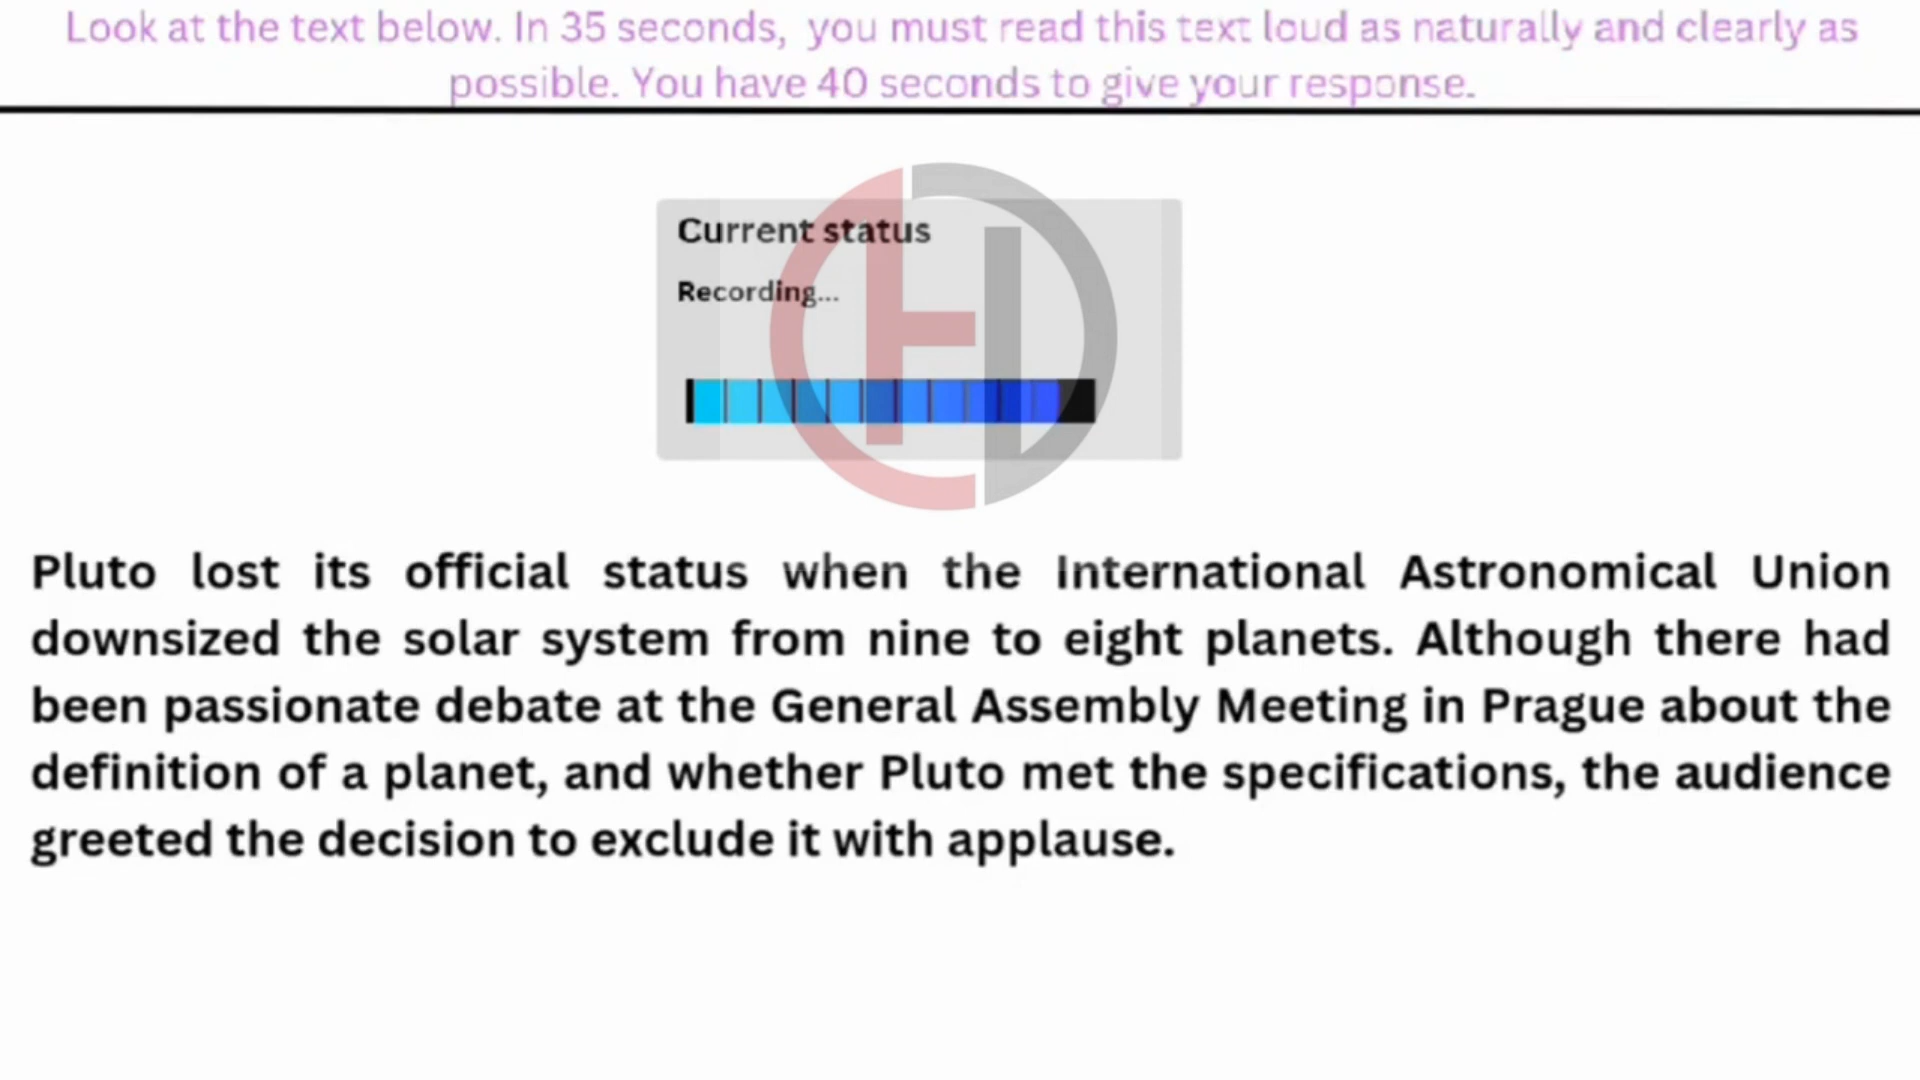 Look at the text below. In 35 seconds, you must read this text loud as naturally and clearly as
possible. You have 40 seconds to give your response.
Current status
Recording...
Pluto lost its official status when the International Astronomical Union
downsized the solar system from nine to eight planets. Although there had
been passionate debate at the General Assembly Meeting in Prague about the
definition of a planet, and whether Pluto met the specifications, the audience
greeted the decision to exclude it with applause.